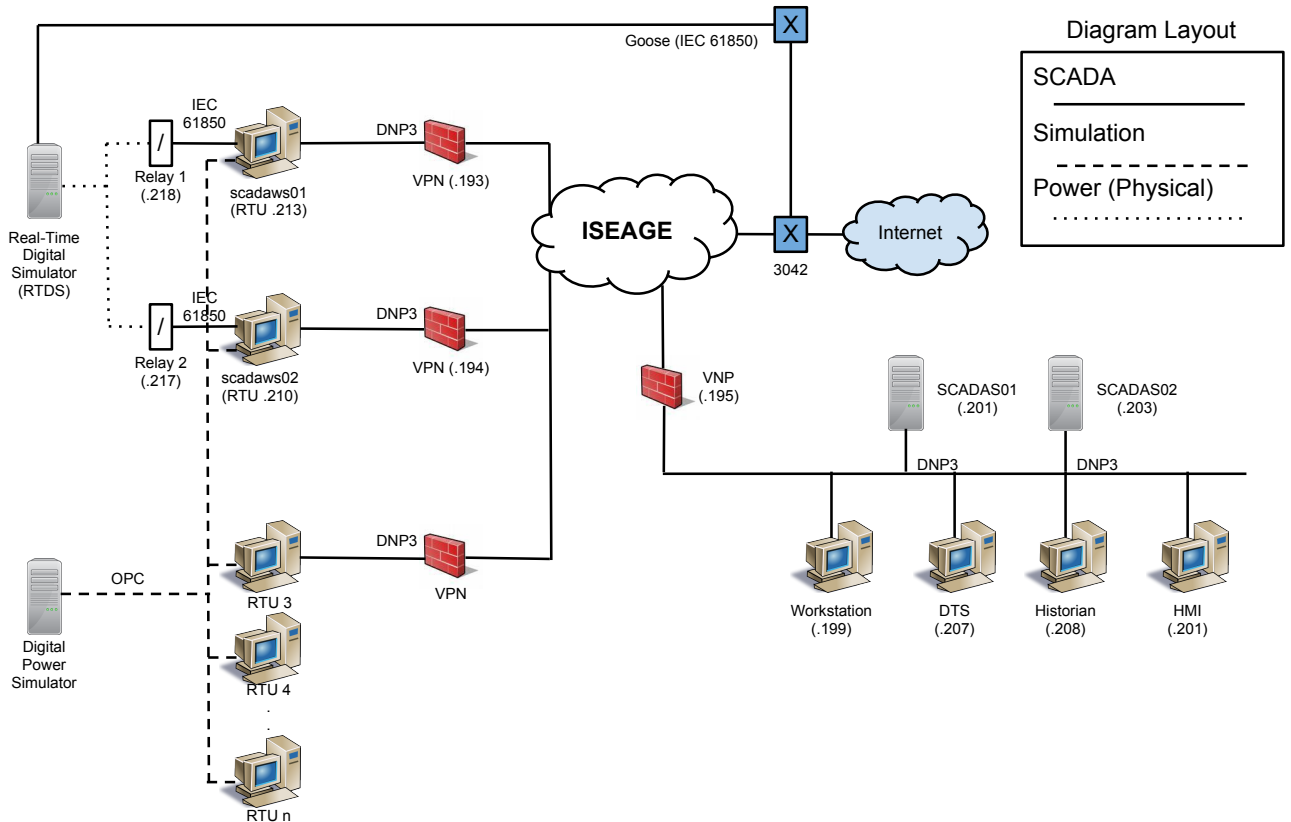 Goose (IEC 61850)
X
Diagram Layout
SCADA
Simulation
Power (Physical)
IEC
61850
/
Relay 1
(.218)
scadaws01
(RTU .213)
DNP3
VPN (.193)
Real-Time
Digital
Simulator
(RTDS)
ISEAGE
X
3042
Internet
IEC
61850
/
Relay 2
(.217)
scadaws02
(RTU .210)
DNP3
VPN (.194)
VNP
(.195)
SCADAS01
(.201)
SCADAS02
(.203)
DNP3
DNP3
Workstation
(.199)
DTS
(.207)
Historian
(.208)
HMI
(.201)
DNP3
VPN
RTU 3
OPC
Digital
Power
Simulator
RTU 4
.
.
RTU n